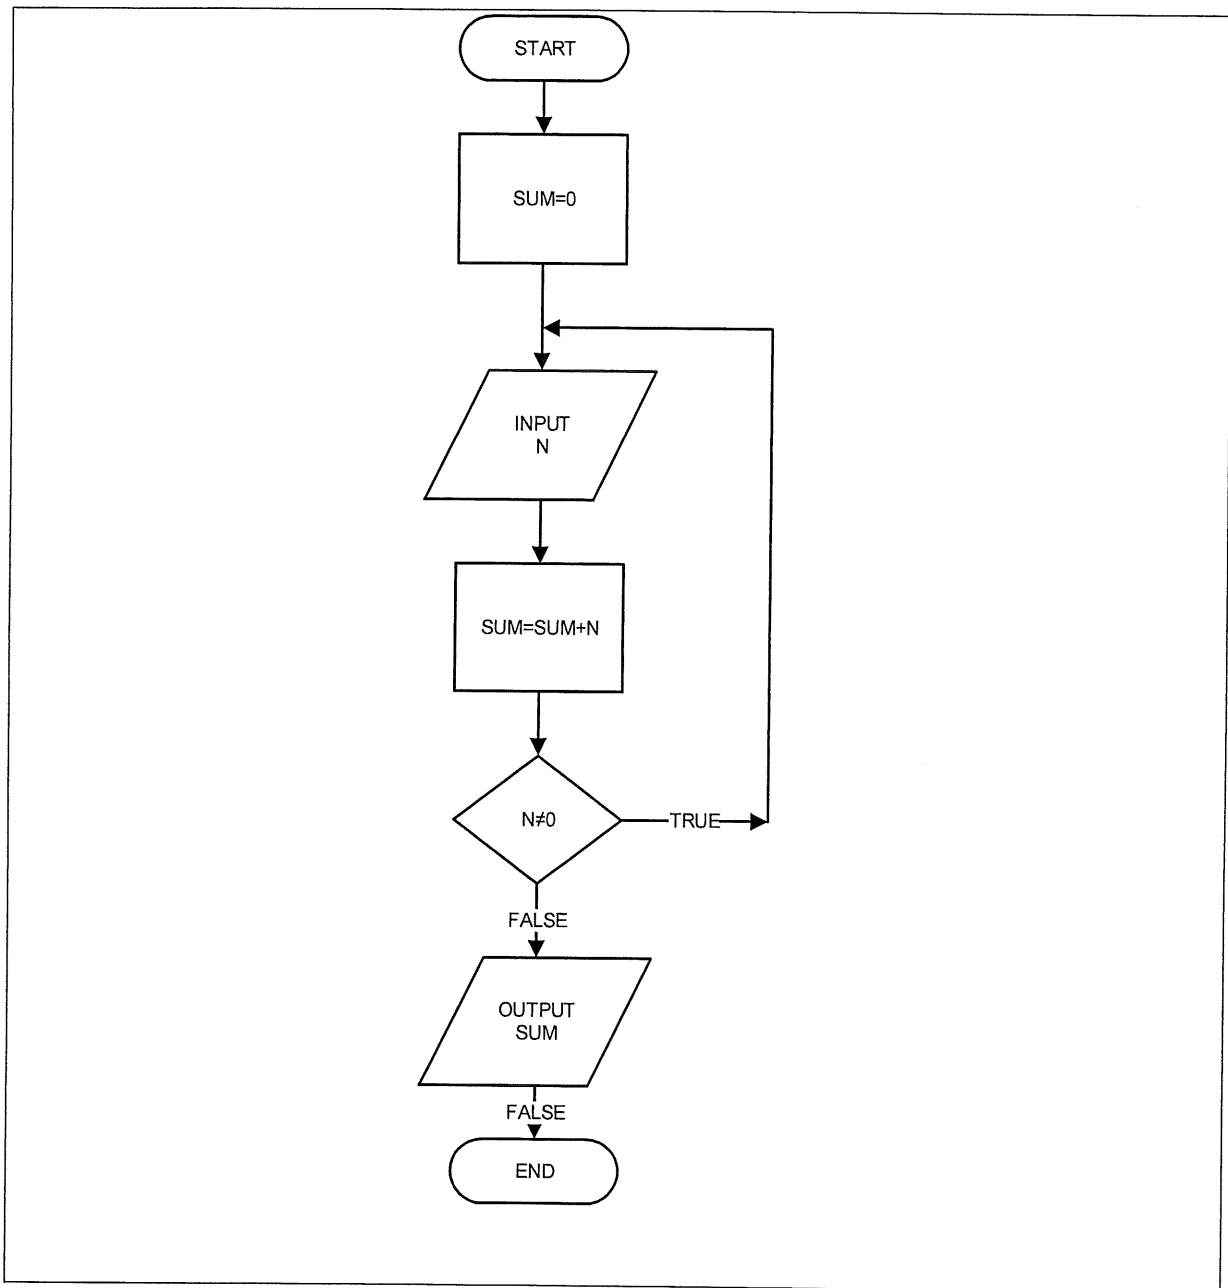 START
SUM=0
INPUT
N
SUM=SUM+N
N≠0
TRUE
FALSE
OUTPUT
SUM
FALSE
END